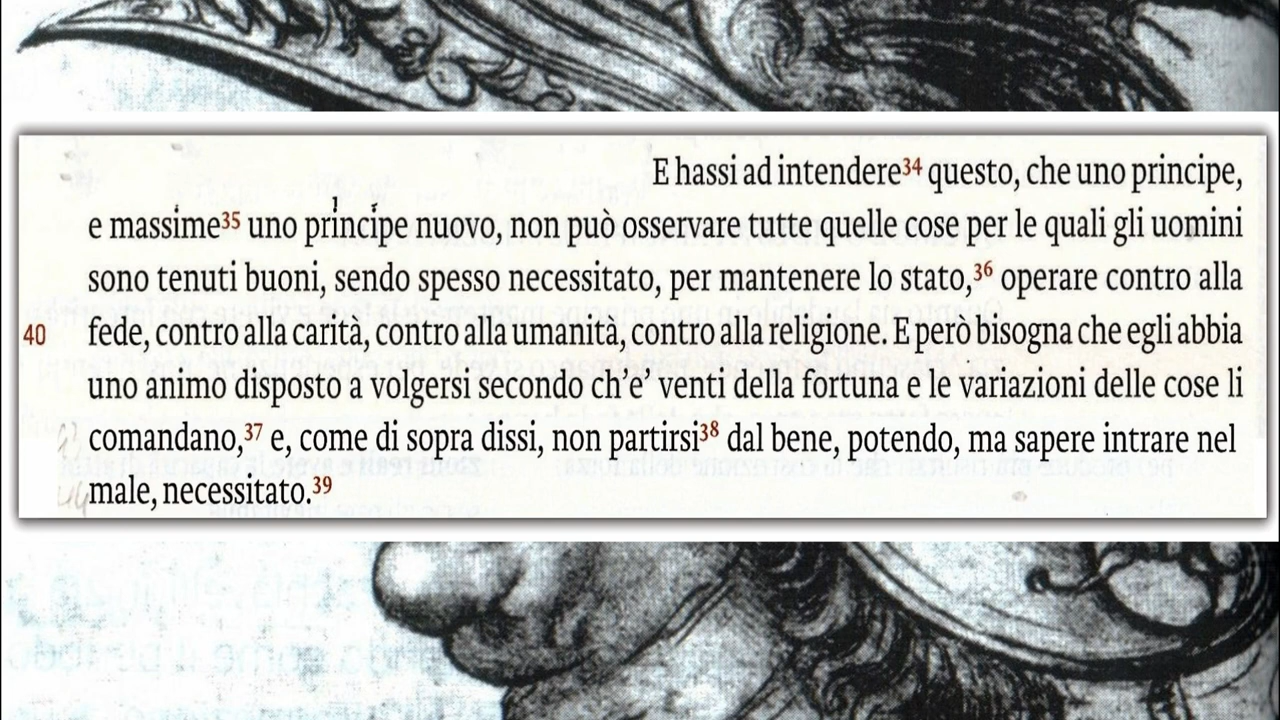 E hassi ad intendere³⁴ questo, che uno principe,
e massime³⁵ uno principe nuovo, non può osservare tutte quelle cose per le quali gli uomini
sono tenuti buoni, sendo spesso necessitato, per mantenere lo stato,³⁶ operare contro alla
40 fede, contro alla carità, contro alla umanità, contro alla religione. E però bisogna che egli abbia
uno animo disposto a volgersi secondo ch’e’ venti della fortuna e le variazioni delle cose li
comandano,³⁷ e, come di sopra dissi, non partirsi³⁸ dal bene, potendo, ma sapere intrare nel
male, necessitato.³⁹